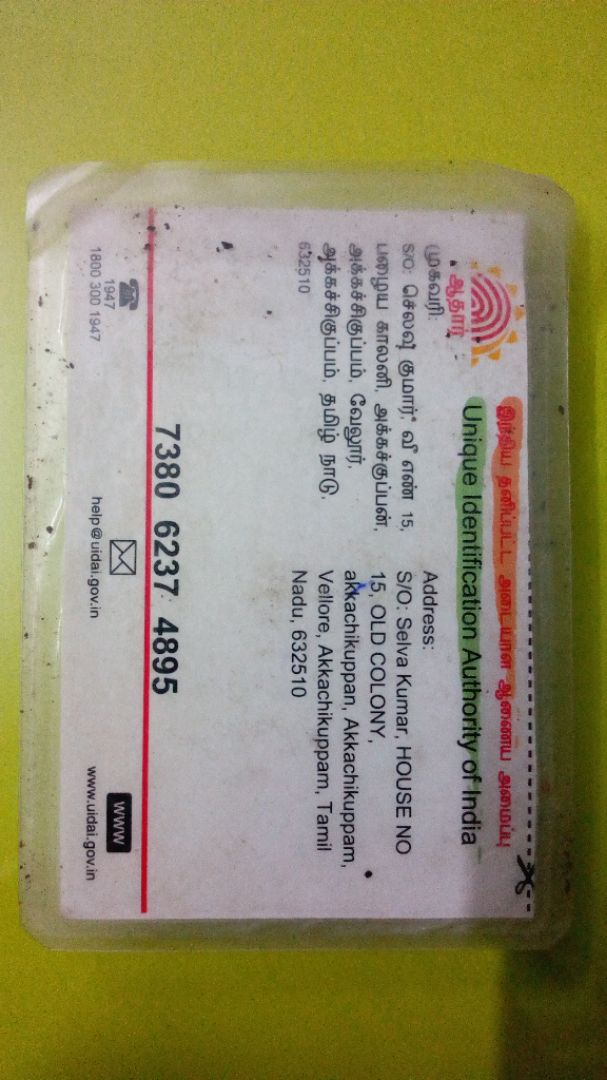 இந்திய தனிப்பட்ட அடையாள ஆணைய அமைப்பு
Unique Identification Authority of India
ஆதார்
முகவரி:
S/O: செல்வ குமார், வீ எண் 15,
பழைய காலனி, அக்கச்குப்பன்,
அக்கச்சிகுப்பம், வேலூர்,
அக்கச்சிகுப்பம், தமிழ் நாடு,
632510
Address:
S/O: Selva Kumar, HOUSE NO
15, OLD COLONY,
akkachikuppan, Akkachikuppam,
Vellore, Akkachikuppam, Tamil
Nadu, 632510
7380 6237 4895
1947
1800 300 1947
help@uidai.gov.in
www
www.uidai.gov.in